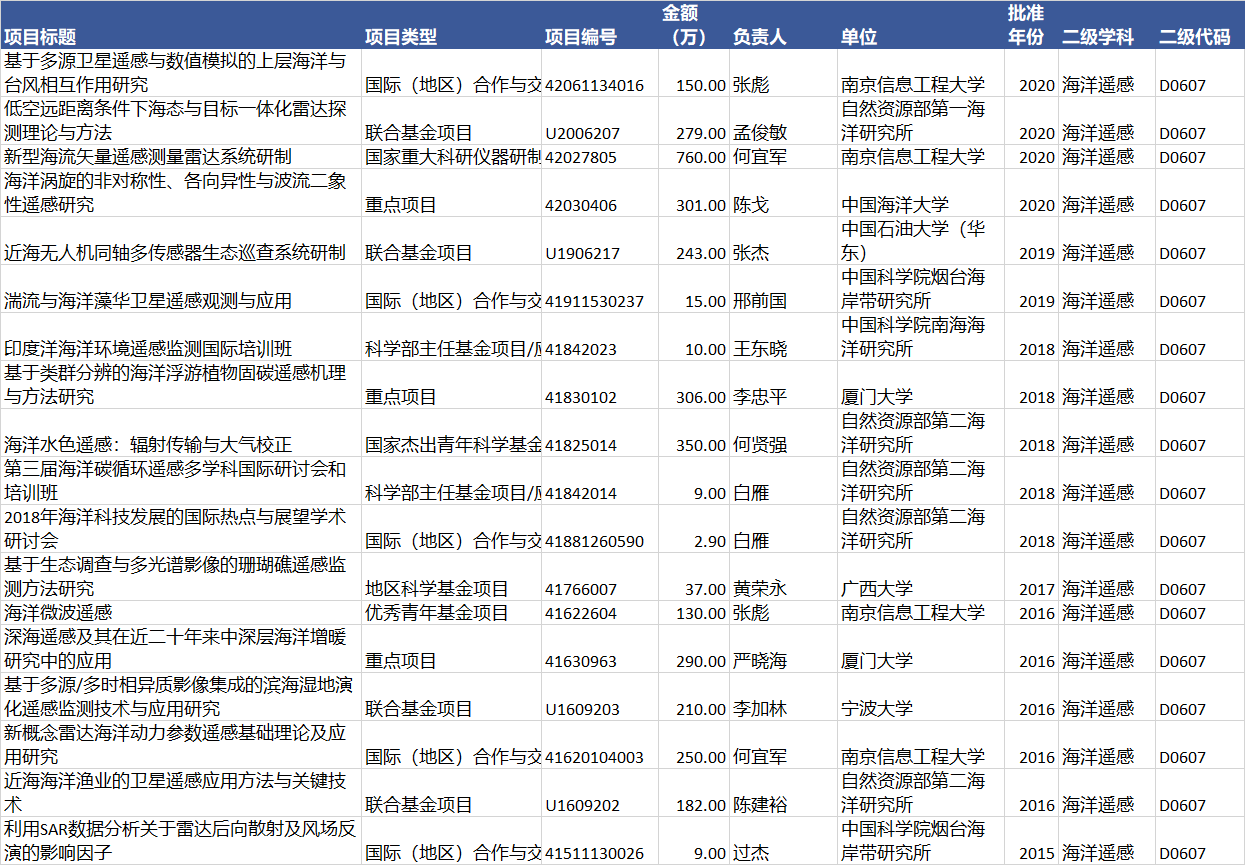 项目标题 项目类型 项目编号 金额（万） 负责人 单位 批准年份 二级学科 二级代码
基于多源卫星遥感与数值模拟的上层海洋与台风相互作用研究 国际（地区）合作与交 42061134016 150.00 张彪 南京信息工程大学 2020 海洋遥感 D0607
低空远距离条件下海态与目标一体化雷达探测理论与方法 联合基金项目 U2006207 279.00 孟俊敏 自然资源部第一海洋研究所 2020 海洋遥感 D0607
新型海流矢量遥感测量雷达系统研制 国家重大科研仪器研制 42027805 760.00 何宜军 南京信息工程大学 2020 海洋遥感 D0607
海洋涡旋的非对称性、各向异性与波流二象性遥感研究 重点项目 42030406 301.00 陈戈 中国海洋大学 2020 海洋遥感 D0607
近海无人机同轴多传感器生态巡查系统研制 联合基金项目 U1906217 243.00 张杰 中国石油大学（华东） 2019 海洋遥感 D0607
湍流与海洋藻华卫星遥感观测与应用 国际（地区）合作与交 41911530237 15.00 邢前国 中国科学院烟台海岸带研究所 2019 海洋遥感 D0607
印度洋海洋环境遥感监测国际培训班 科学部主任基金项目/应 41842023 10.00 王东晓 中国科学院南海海洋研究所 2018 海洋遥感 D0607
基于类群分辨的海洋浮游植物固碳遥感机理与方法研究 重点项目 41830102 306.00 李忠平 厦门大学 2018 海洋遥感 D0607
海洋水色遥感：辐射传输与大气校正 国家杰出青年科学基金 41825014 350.00 何贤强 自然资源部第二海洋研究所 2018 海洋遥感 D0607
第三届海洋碳循环遥感多学科国际研讨会和培训班 科学部主任基金项目/应 41842014 9.00 白雁 自然资源部第二海洋研究所 2018 海洋遥感 D0607
2018年海洋科技发展的国际热点与展望学术研讨会 国际（地区）合作与交 41881260590 2.90 白雁 自然资源部第二海洋研究所 2018 海洋遥感 D0607
基于生态调查与多光谱影像的珊瑚礁遥感监测方法研究 地区科学基金项目 41766007 37.00 黄荣永 广西大学 2017 海洋遥感 D0607
海洋微波遥感 优秀青年基金项目 41622604 130.00 张彪 南京信息工程大学 2016 海洋遥感 D0607
深海遥感及其在近二十年来中深层海洋增暖研究中的应用 重点项目 41630963 290.00 严晓海 厦门大学 2016 海洋遥感 D0607
基于多源/多时相异质影像集成的滨海湿地演化遥感监测技术与应用研究 联合基金项目 U1609203 210.00 李加林 宁波大学 2016 海洋遥感 D0607
新概念雷达海洋动力参数遥感基础理论及应用研究 国际（地区）合作与交 41620104003 250.00 何宜军 南京信息工程大学 2016 海洋遥感 D0607
近海海洋渔业的卫星遥感应用方法与关键技术 联合基金项目 U1609202 182.00 陈建裕 自然资源部第二海洋研究所 2016 海洋遥感 D0607
利用SAR数据分析关于雷达后向散射及风场反演的影响因子 国际（地区）合作与交 41511130026 9.00 过杰 中国科学院烟台海岸带研究所 2015 海洋遥感 D0607